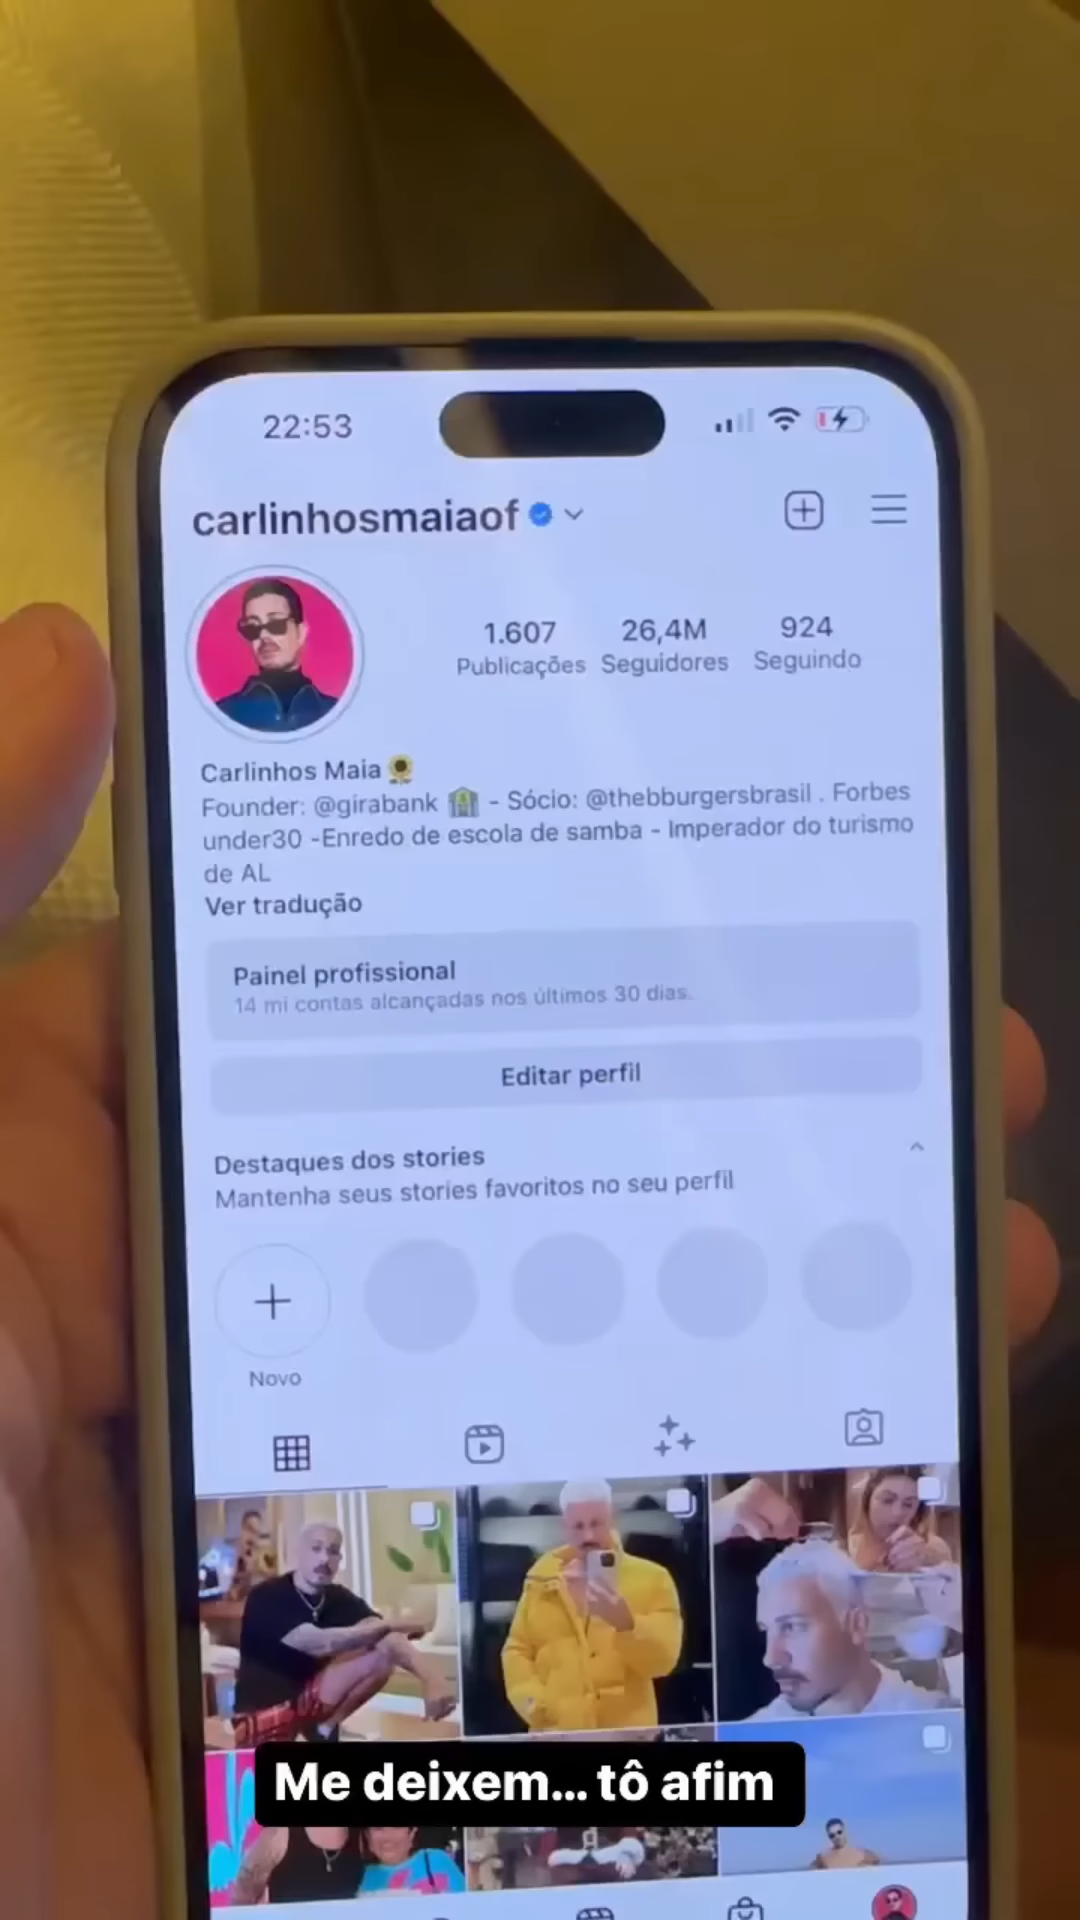 22:53
carlinhosmaiaof
1.607 26,4M 924
Publicações Seguidores Seguindo
Carlinhos Maia
Founder: @girabank - Sócio: @thebburgersbrasil . Forbes
under30 -Enredo de escola de samba - Imperador do turismo
de AL
Ver tradução
Painel profissional
14 mi contas alcançadas nos últimos 30 dias.
Editar perfil
Destaques dos stories
Mantenha seus stories favoritos no seu perfil
Novo
Me deixem... tô afim